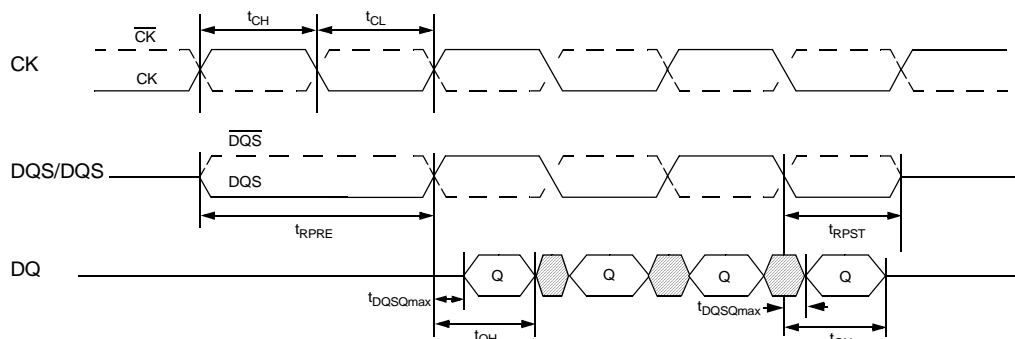 tCH tCL
CK
CK
CK
DQS
DQS/DQS
DQS
tRPRE
tRPST
DQ
Q Q Q Q
tDQSQmax
tDQSQmax